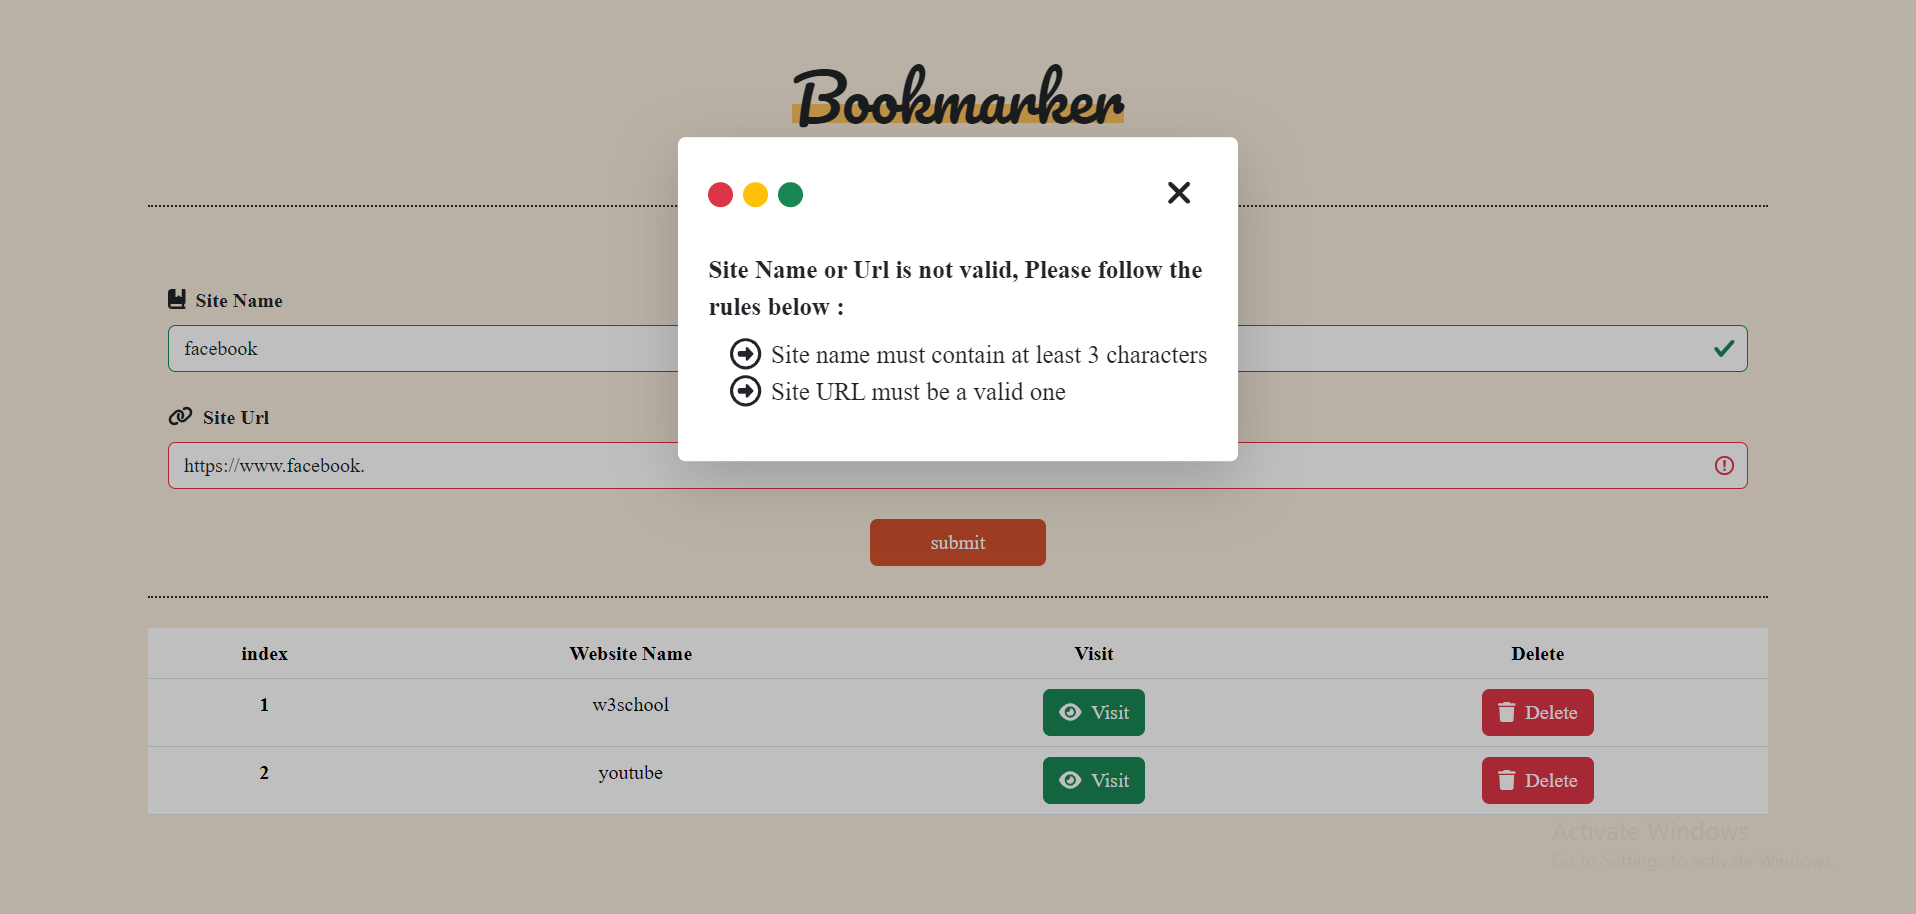 Bookmarker
Site Name or Url is not valid, Please follow the
rules below :
Site name must contain at least 3 characters
Site URL must be a valid one
Site Name
facebook
Site Url
https://www.facebook.
submit
index Website Name Visit Delete
1 w3school Visit Delete
2 youtube Visit Delete
Activate Windows
Go to Settings to activate Windows.